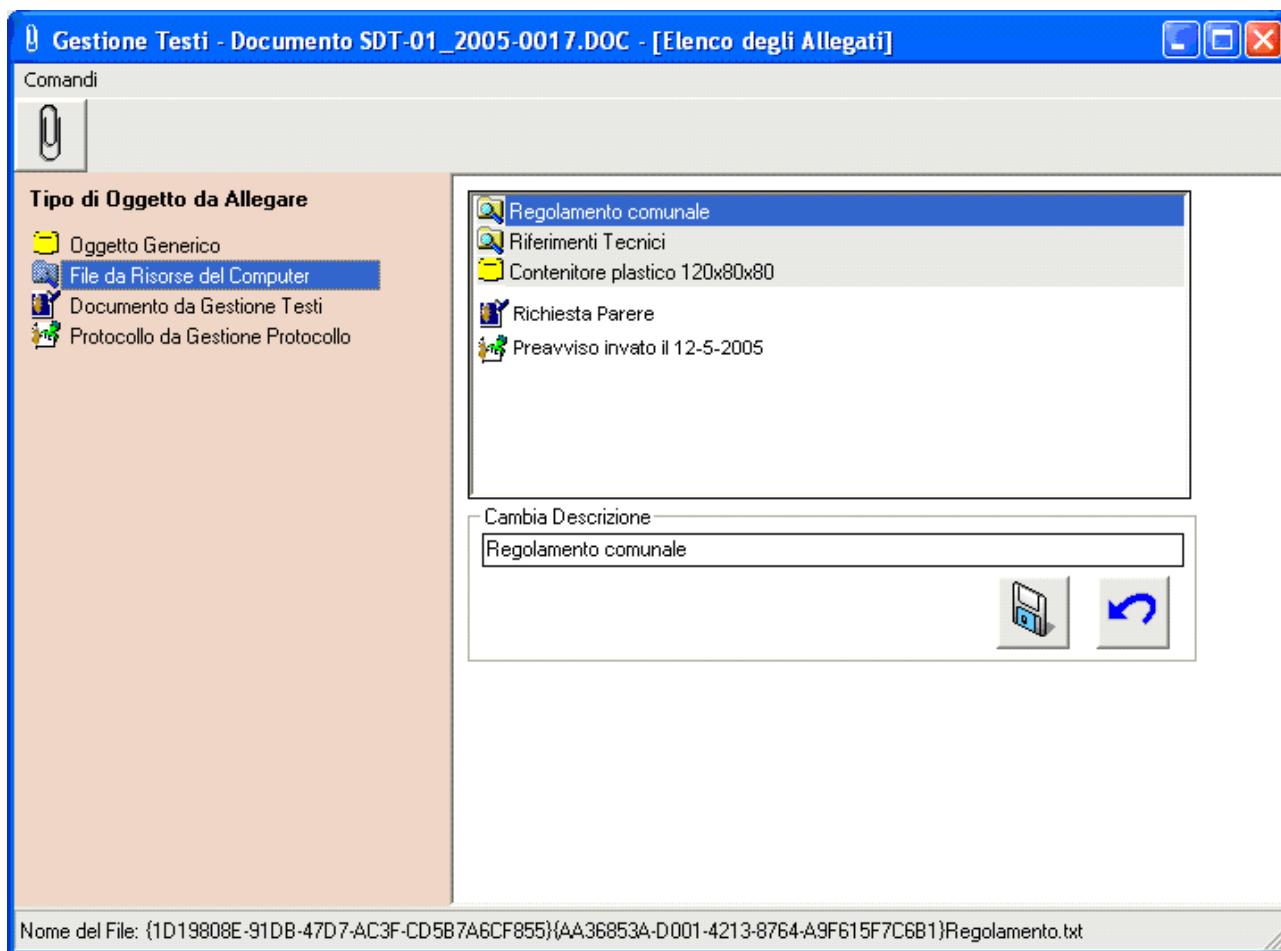 Gestione Testi - Documento SDT-01_2005-0017.DOC - [Elenco degli Allegati]
Comandi
Tipo di Oggetto da Allegare
Oggetto Generico
File da Risorse del Computer
Documento da Gestione Testi
Protocollo da Gestione Protocollo
Regolamento comunale
Riferimenti Tecnici
Contenitore plastico 120x80x80
Richiesta Parere
Preavviso invato il 12-5-2005
Cambia Descrizione
Regolamento comunale
Nome del File: {1D19808E-91DB-47D7-AC3F-CD5B7A6CF855}{AA36853A-D001-4213-8764-A9F615F7C6B1}Regolamento.txt